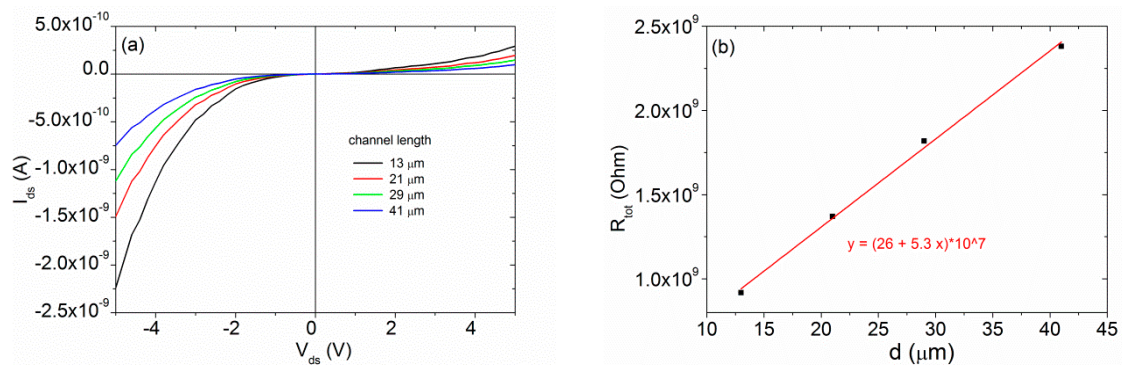 (a)
5.0x10⁻¹⁰
0.0
-5.0x10⁻¹⁰
-1.0x10⁻⁹
-1.5x10⁻⁹
-2.0x10⁻⁹
-2.5x10⁻⁹
I_ds (A)
channel length
13 μm
21 μm
29 μm
41 μm
-4 -2 0 2 4
V_ds (V)
(b)
2.5x10⁹
2.0x10⁹
1.5x10⁹
1.0x10⁹
R_tot (Ohm)
y = (26 + 5.3 x)*10^7
10 15 20 25 30 35 40 45
d (μm)